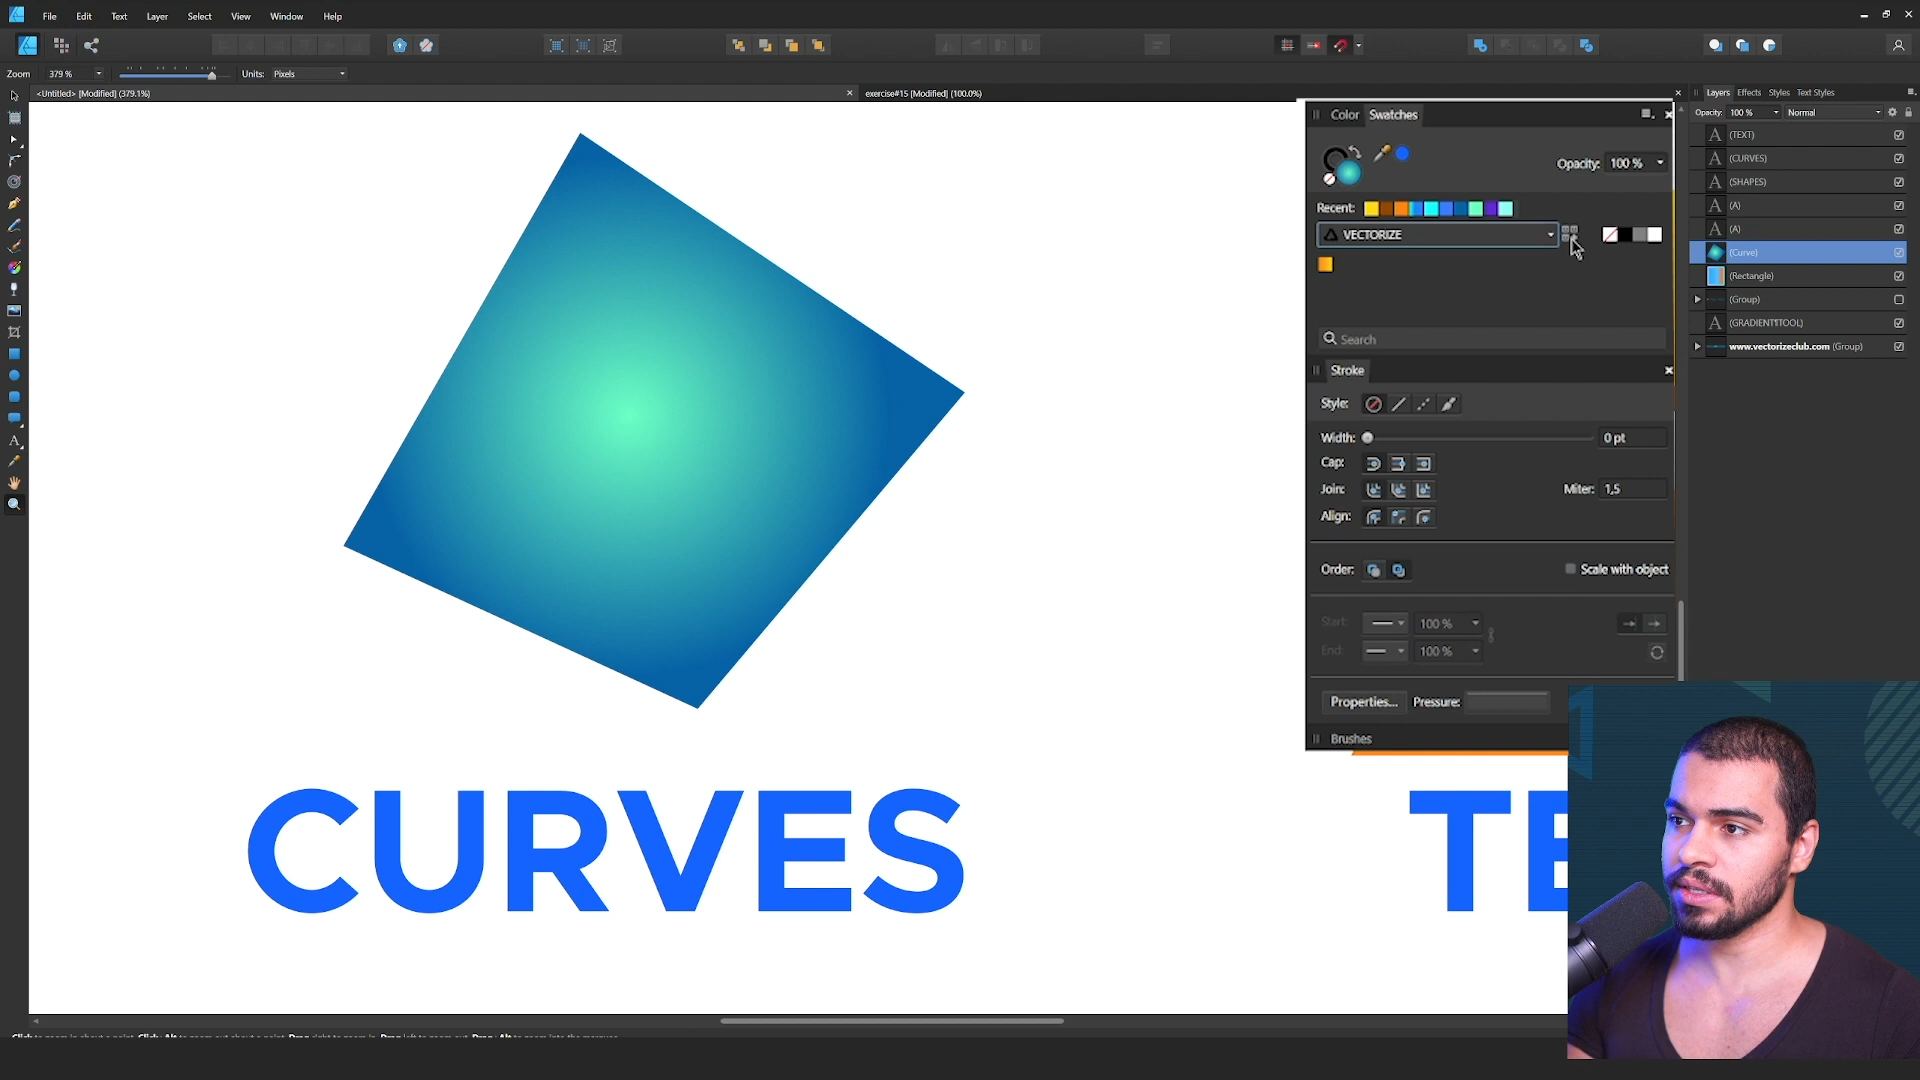 File Edit Text Layer Select View Window Help
Zoom 379 % Units: Pixels
<Untitled> [Modified] (379.1%)
exercise#15 [Modified] (100.0%)
Layers Effects Styles Text Styles
Opacity: 100 % Normal
(TEXT)
(CURVES)
(SHAPES)
(A)
(A)
(Curve)
(Rectangle)
(Group)
(GRADIENT¶TOOL)
www.vectorizeclub.com (Group)
Color Swatches
Opacity: 100 %
Recent:
VECTORIZE
Search
Stroke
Style:
Width: 0 pt
Cap:
Join: Miter: 1,5
Align:
Order: Scale with object
Start: 100 %
End: 100 %
Properties... Pressure:
Brushes
CURVES
TE